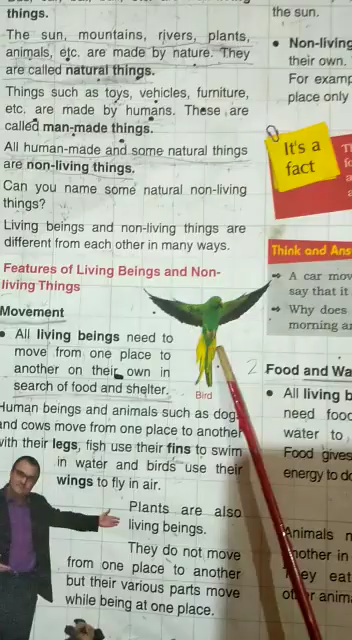 things.
The sun, mountains, rivers, plants,
animals, etc. are made by nature. They
are called natural things.
Things such as toys, vehicles, furniture,
etc. are made by humans. These are
called man-made things.
All human-made and some natural things
are non-living things.
Can you name some natural non-living
things?
Living beings and non-living things are
different from each other in many ways.
Features of Living Beings and Non-
living Things
Movement
• All living beings need to
move from one place to
another on their own in
search of food and shelter.
Bird
Human beings and animals such as dog
and cows move from one place to another
with their legs, fish use their fins to swim
in water and birds use their
wings to fly in air.
Plants are also
living beings.
They do not move
from one place to another
but their various parts move
while being at one place.
the sun.
• Non-living
their own.
For examp
place only
It's a
fact
Think and Ans
⇒ A car mov
say that it
⇒ Why does
morning a
2 Food and Wa
• All living b
need food
water to
Food gives
energy to do
Animals
another in
They eat
other anim